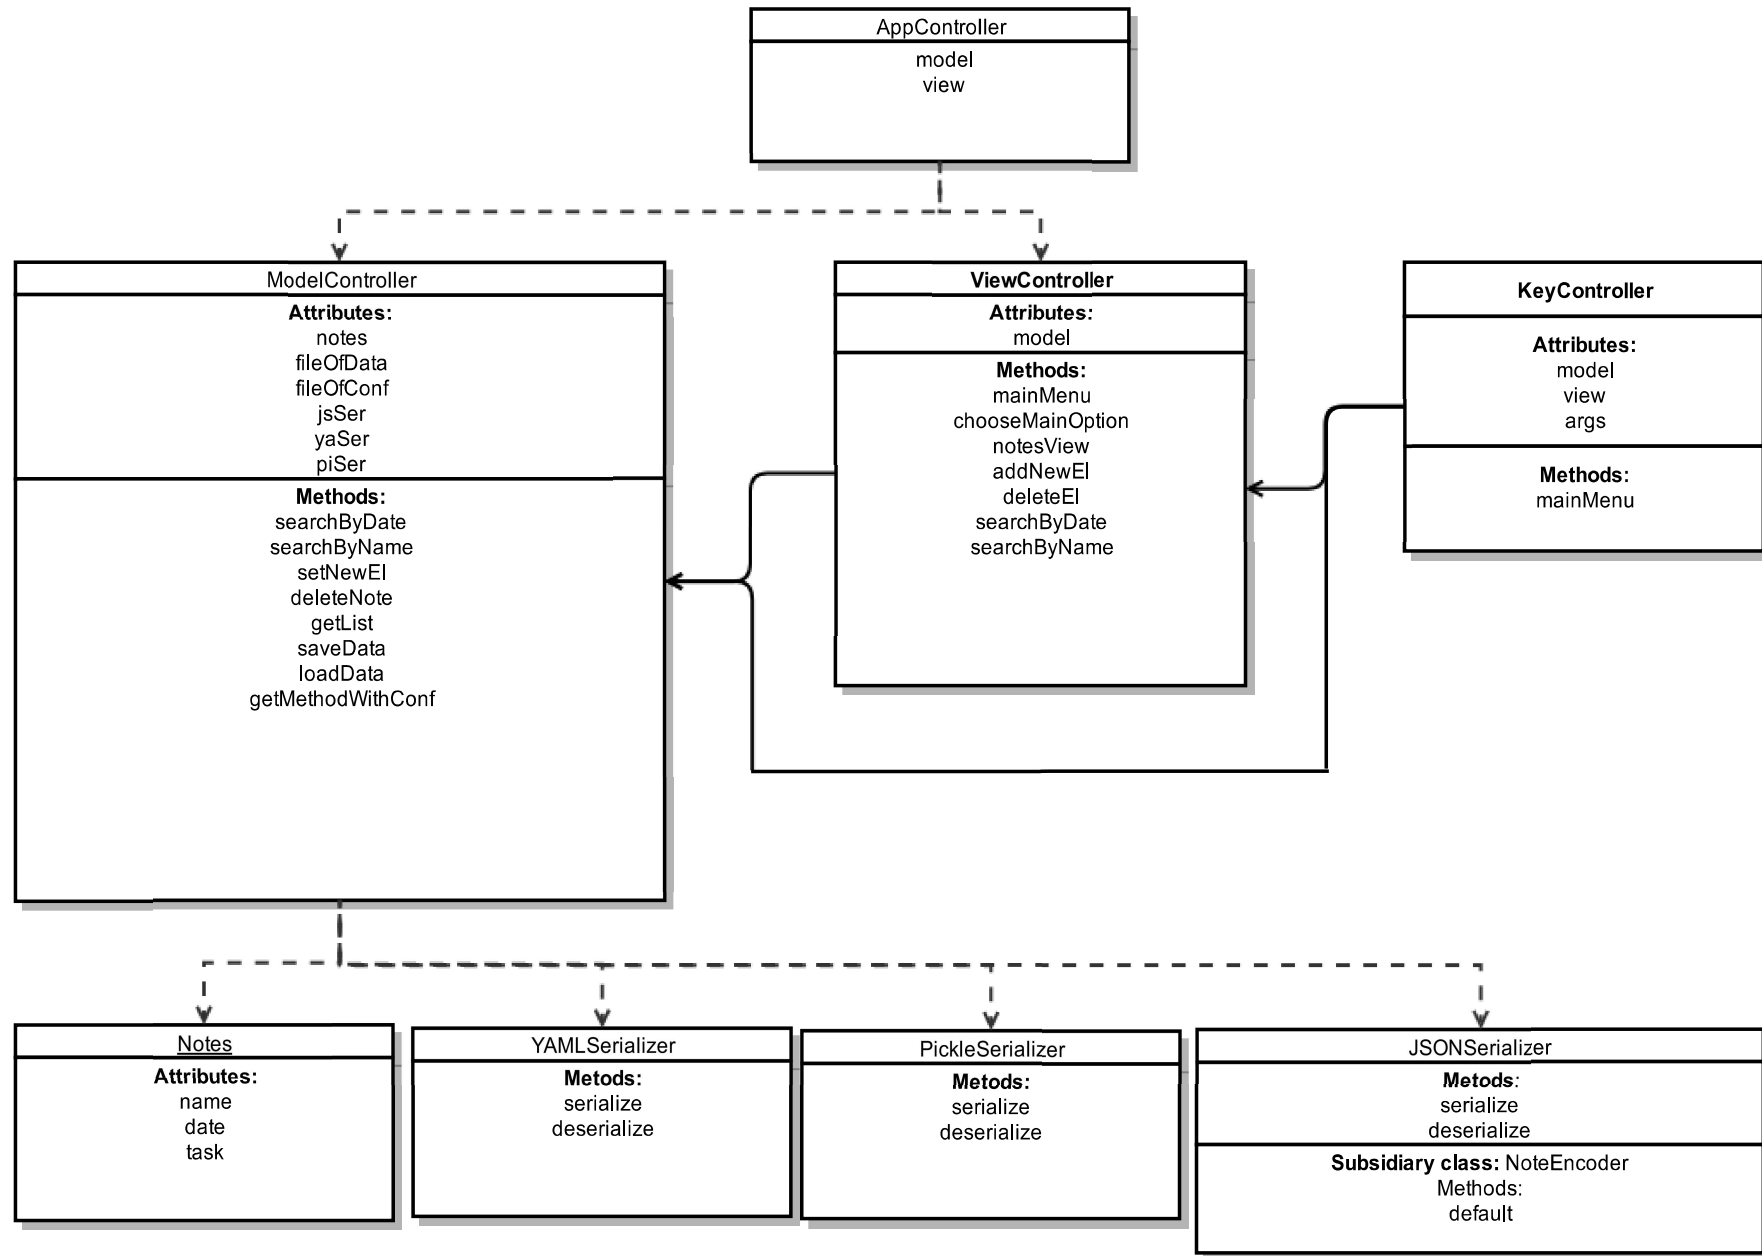 AppController
model
view
ModelController
Attributes:
notes
fileOfData
fileOfConf
jsSer
yaSer
piSer
Methods:
searchByDate
searchByName
setNewEl
deleteNote
getList
saveData
loadData
getMethodWithConf
ViewController
Attributes:
model
Methods:
mainMenu
chooseMainOption
notesView
addNewEl
deleteEl
searchByDate
searchByName
KeyController
Attributes:
model
view
args
Methods:
mainMenu
Notes
Attributes:
name
date
task
YAMLSerializer
Metods:
serialize
deserialize
PickleSerializer
Metods:
serialize
deserialize
JSONSerializer
Metods:
serialize
deserialize
Subsidiary class: NoteEncoder
Methods:
default